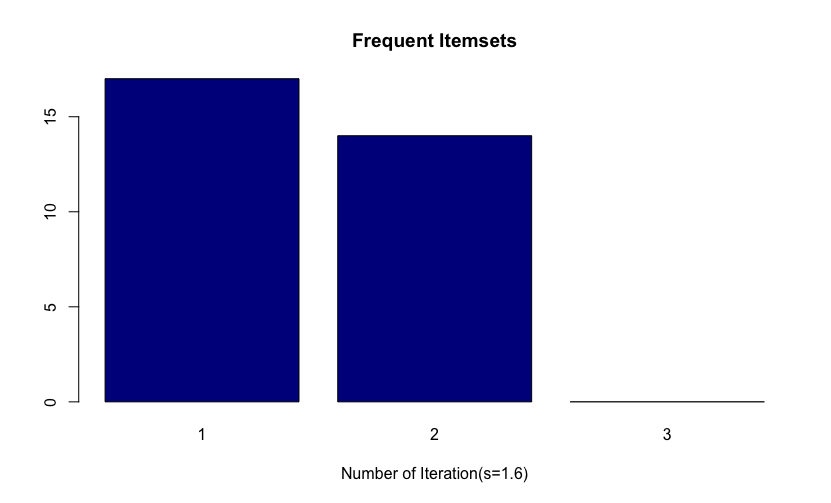 Frequent Itemsets
15
10
5
0
1 2 3
Number of Iteration(s=1.6)